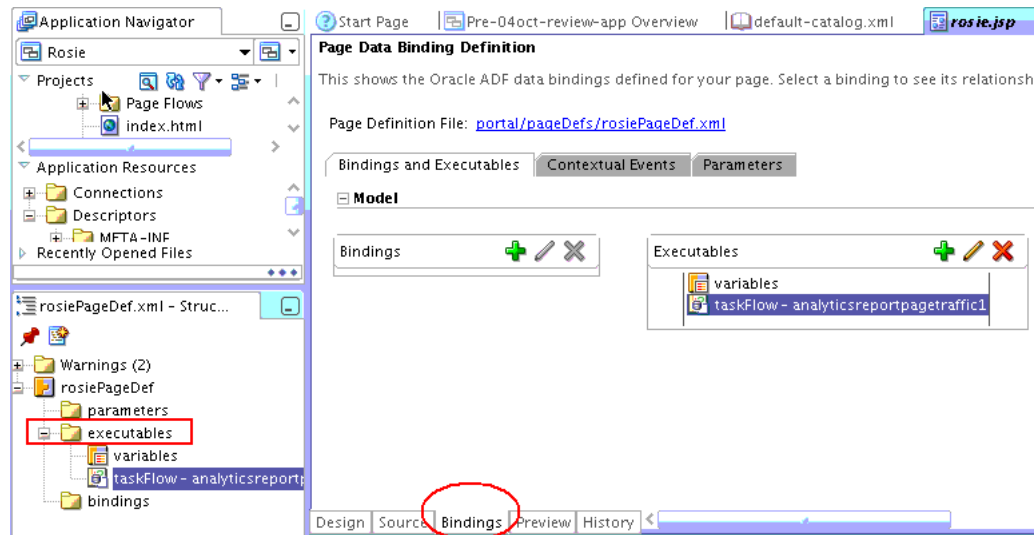 Application Navigator
Rosie
Projects
Page Flows
index.html
Application Resources
Connections
Descriptors
META-INF
Recently Opened Files
rosiePageDef.xml - Struc...
Warnings (2)
rosiePageDef
parameters
executables
variables
taskFlow - analyticsreportp
bindings
Start Page
Pre-04oct-review-app Overview
default-catalog.xml
rosie.jsp
Page Data Binding Definition
This shows the Oracle ADF data bindings defined for your page. Select a binding to see its relationsh
Page Definition File: portal/pageDefs/rosiePageDef.xml
Bindings and Executables Contextual Events Parameters
Model
Bindings
Executables
variables
taskFlow - analyticsreportpagetraffic1
Design Source Bindings Preview History